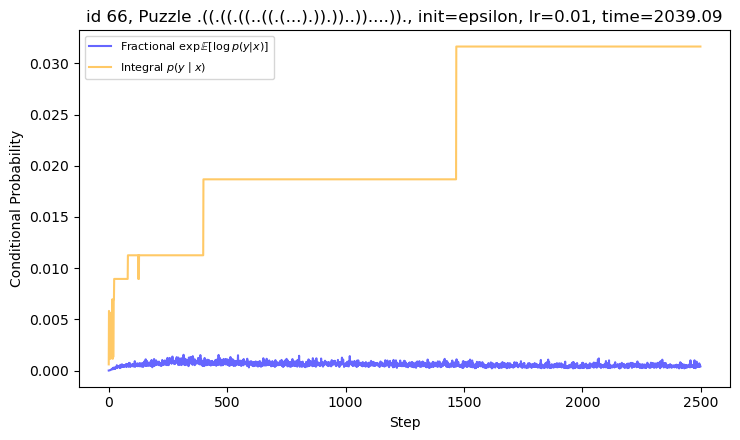 id 66, Puzzle .((.((.((..((.(...).)).)).))..))....))., init=epsilon, lr=0.01, time=2039.09
Fractional exp𝔼[log p(y|x)]
Integral p(y | x)
Conditional Probability
0.030
0.025
0.020
0.015
0.010
0.005
0.000
0
500
1000
1500
2000
2500
Step